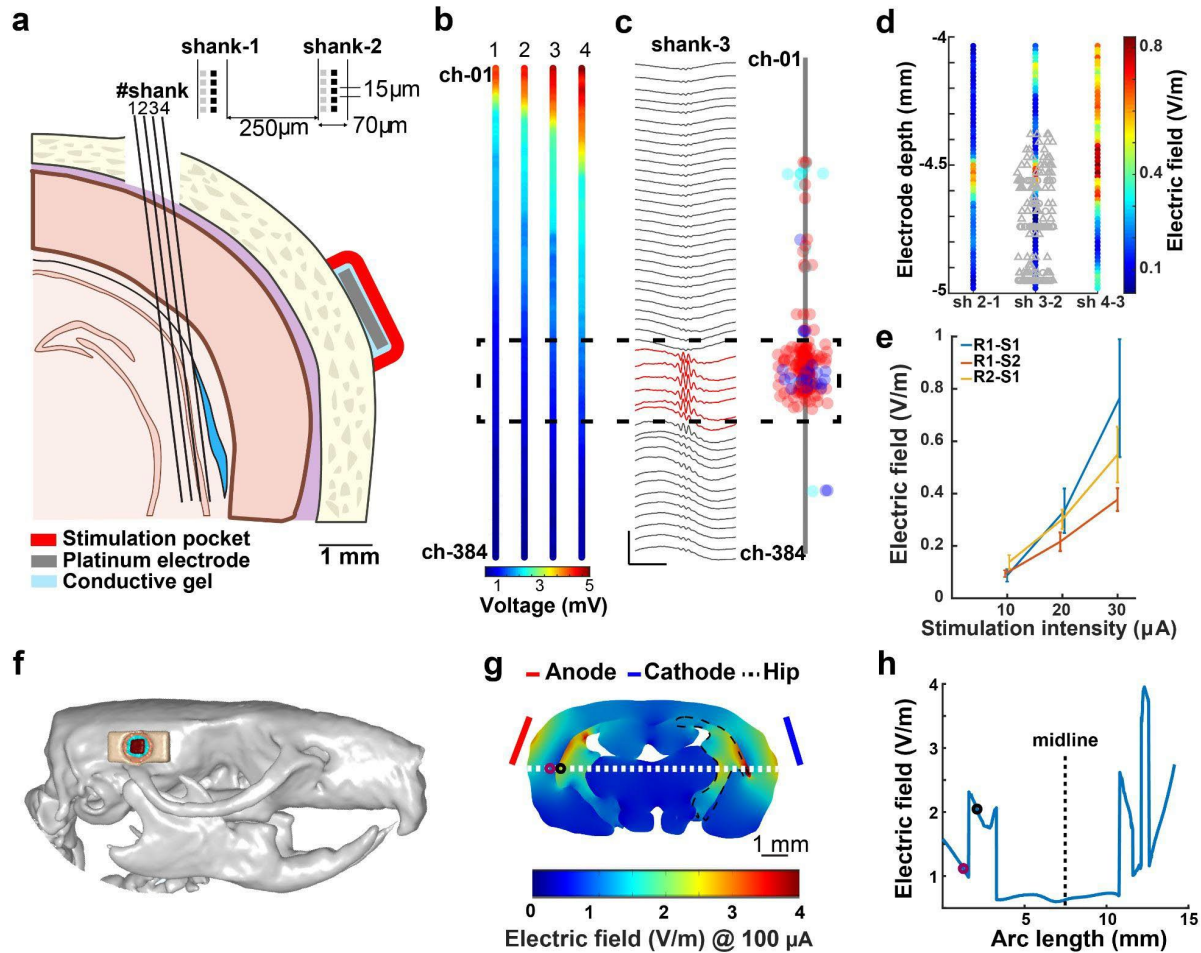 a
shank-1
shank-2
#shank
1234
15µm
250µm
70µm
Stimulation pocket
Platinum electrode
Conductive gel
1 mm
b
1 2 3 4
ch-01
ch-384
1 3 5
Voltage (mV)
c
shank-3
ch-01
ch-384
d
-4
-4.5
-5
Electrode depth (mm)
sh 2-1 sh 3-2 sh 4-3
0.8
0.4
0.1
Electric field (V/m)
e
R1-S1
R1-S2
R2-S1
1
0.8
0.6
0.4
0.2
0
Electric field (V/m)
10 20 30
Stimulation intensity (µA)
f
g
Anode Cathode Hip
1 mm
0 1 2 3 4
Electric field (V/m) @ 100 µA
h
4
3
2
1
Electric field (V/m)
midline
5 10 15
Arc length (mm)